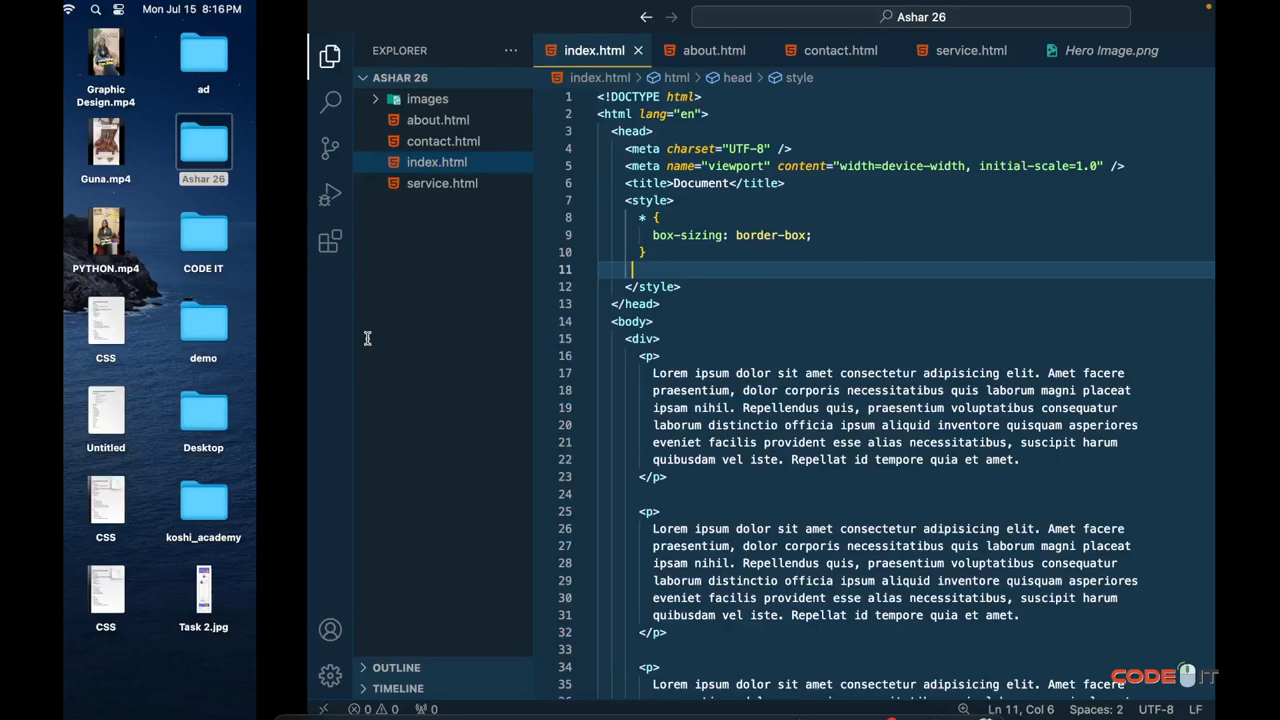 Mon Jul 15 8:16 PM
Graphic
Design.mp4
ad
Guna.mp4
Ashar 26
PYTHON.mp4
CODE IT
CSS
demo
Untitled
Desktop
CSS
koshi_academy
CSS
Task 2.jpg
Ashar 26
EXPLORER
ASHAR 26
images
about.html
contact.html
index.html
service.html
OUTLINE
TIMELINE
index.html
about.html
contact.html
service.html
Hero Image.png
index.html > html > head > style
1 <!DOCTYPE html>
2 <html lang="en">
3 <head>
4 <meta charset="UTF-8" />
5 <meta name="viewport" content="width=device-width, initial-scale=1.0" />
6 <title>Document</title>
7 <style>
8 * {
9 box-sizing: border-box;
10 }
11
12 </style>
13 </head>
14 <body>
15 <div>
16 <p>
17 Lorem ipsum dolor sit amet consectetur adipisicing elit. Amet facere
18 praesentium, dolor corporis necessitatibus quis laborum magni placeat
19 ipsam nihil. Repellendus quis, praesentium voluptatibus consequatur
20 laborum distinctio officia ipsum aliquid inventore quisquam asperiores
21 eveniet facilis provident esse alias necessitatibus, suscipit harum
22 quibusdam vel iste. Repellat id tempore quia et amet.
23 </p>
24
25 <p>
26 Lorem ipsum dolor sit amet consectetur adipisicing elit. Amet facere
27 praesentium, dolor corporis necessitatibus quis laborum magni placeat
28 ipsam nihil. Repellendus quis, praesentium voluptatibus consequatur
29 laborum distinctio officia ipsum aliquid inventore quisquam asperiores
30 eveniet facilis provident esse alias necessitatibus, suscipit harum
31 quibusdam vel iste. Repellat id tempore quia et amet.
32 </p>
33
34 <p>
35 Lorem ipsum dolor sit amet consectetur adipisicing elit. Amet facere
CODE IT
0 0 0
Ln 11, Col 6
Spaces: 2
UTF-8
LF